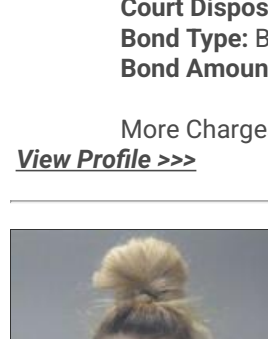 Court Dispos
Bond Type: B
Bond Amoun
More Charge
View Profile >>>